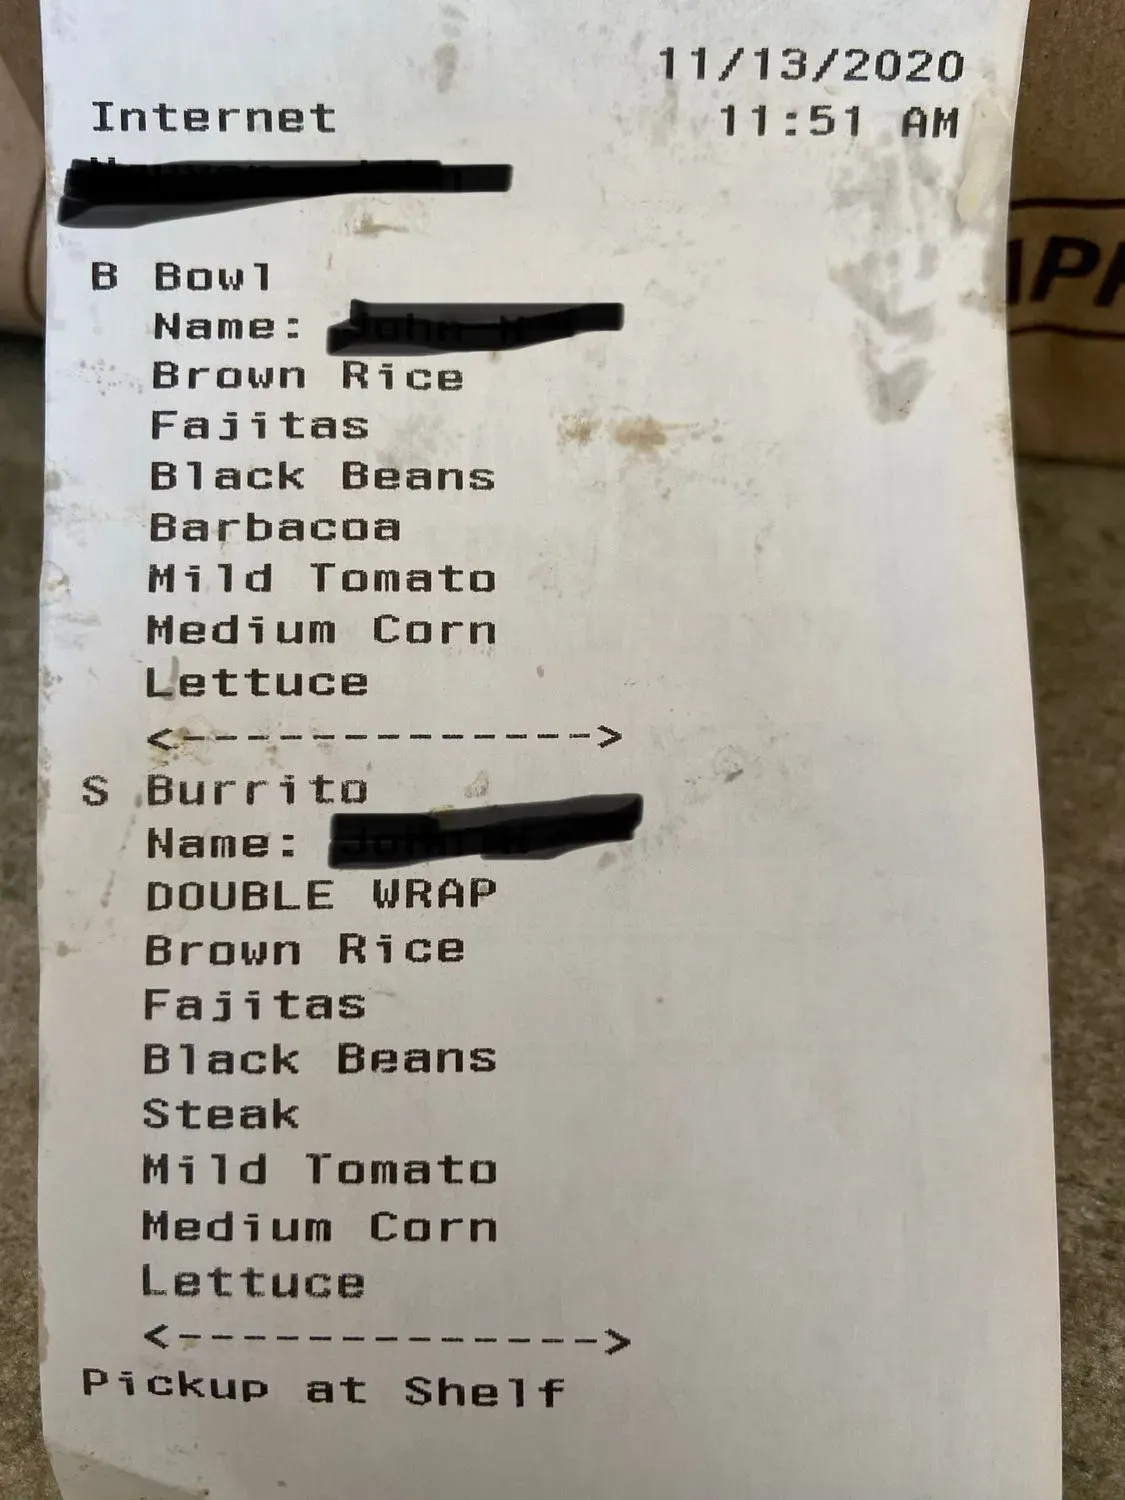 11/13/2020
Internet 11:51 AM
B Bowl
Name:
Brown Rice
Fajitas
Black Beans
Barbacoa
Mild Tomato
Medium Corn
Lettuce
<-------------->
S Burrito
Name:
DOUBLE WRAP
Brown Rice
Fajitas
Black Beans
Steak
Mild Tomato
Medium Corn
Lettuce
<-------------->
Pickup at Shelf